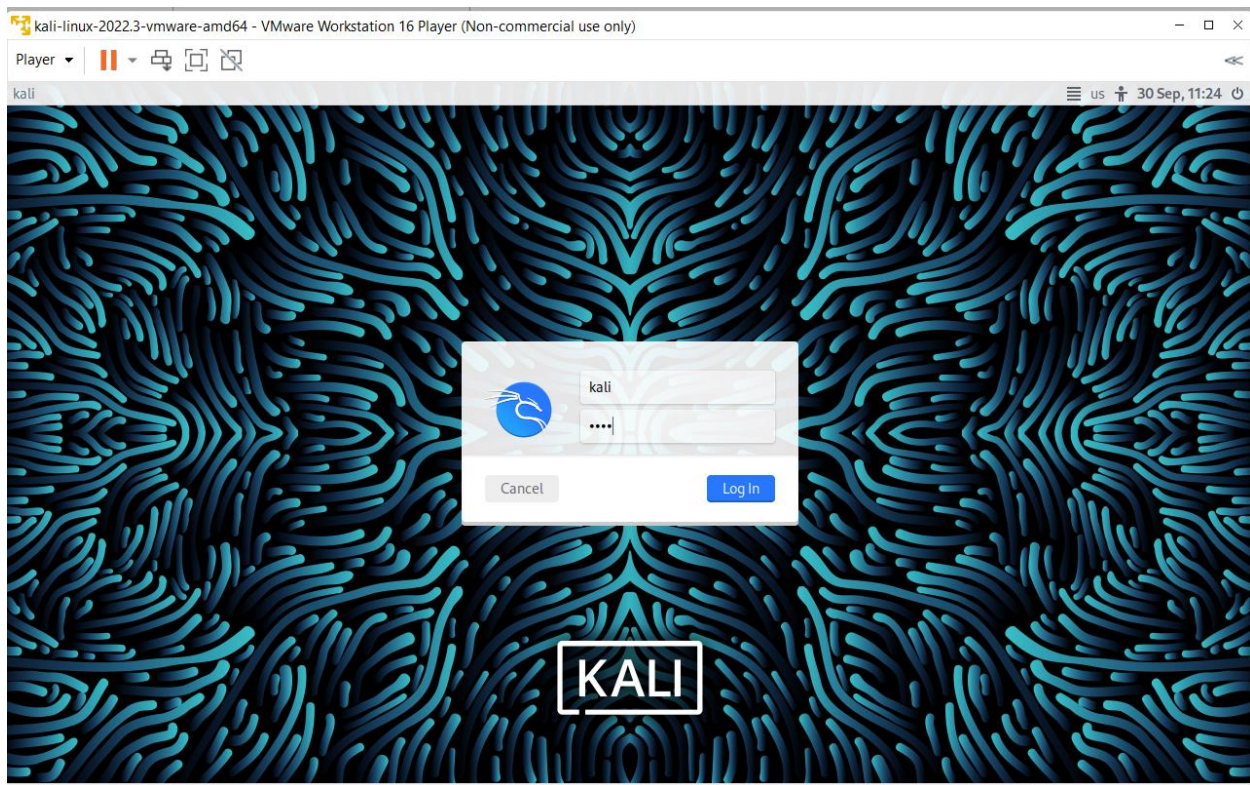 kali-linux-2022.3-vmware-amd64 - VMware Workstation 16 Player (Non-commercial use only)
Player
kali
us 30 Sep, 11:24
kali
••••
Cancel Log In
KALI